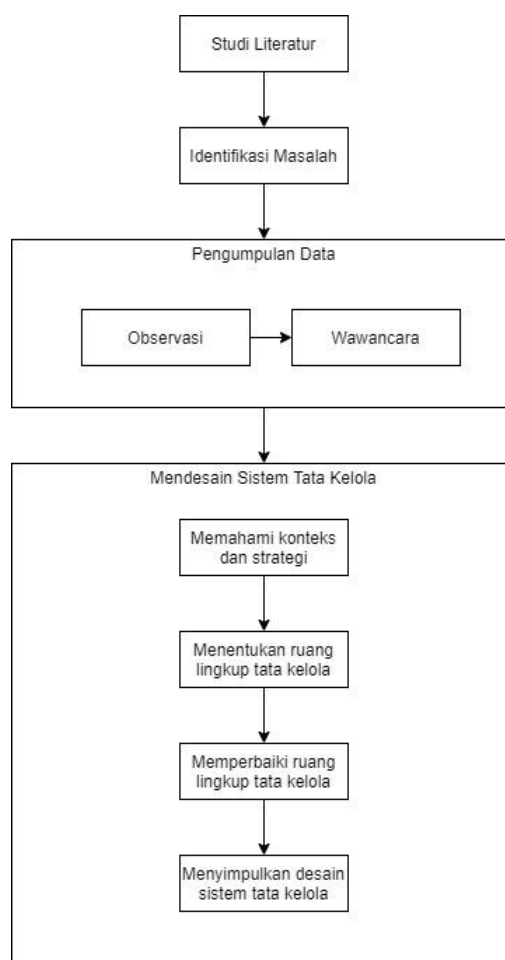 Studi Literatur
Identifikasi Masalah
Pengumpulan Data
Observasi
Wawancara
Mendesain Sistem Tata Kelola
Memahami konteks
dan strategi
Menentukan ruang
lingkup tata kelola
Memperbaiki ruang
lingkup tata kelola
Menyimpulkan desain
sistem tata kelola